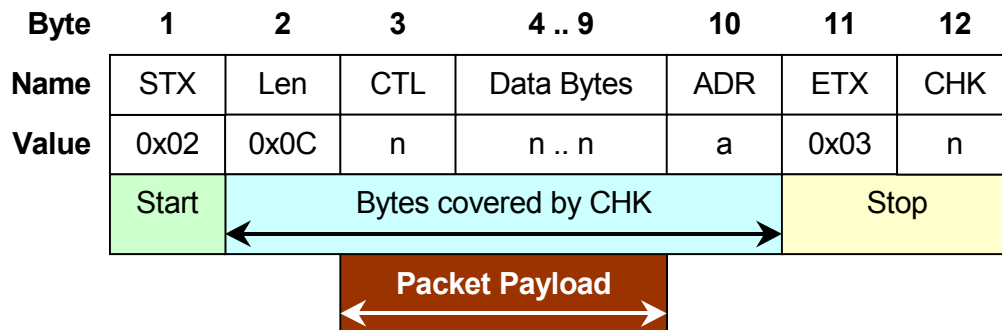 Byte 1 2 3 4 .. 9 10 11 12
Name STX Len CTL Data Bytes ADR ETX CHK
Value 0x02 0x0C n n .. n a 0x03 n
Start Bytes covered by CHK Stop
Packet Payload